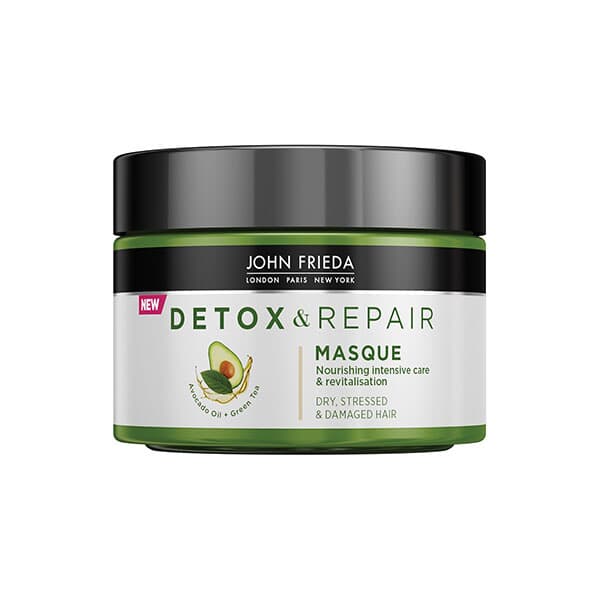 JOHN FRIEDA
LONDON PARIS NEW YORK
NEW
DETOX & REPAIR
MASQUE
Nourishing intensive care
& revitalisation
DRY, STRESSED
& DAMAGED HAIR
Avocado Oil + Green Tea